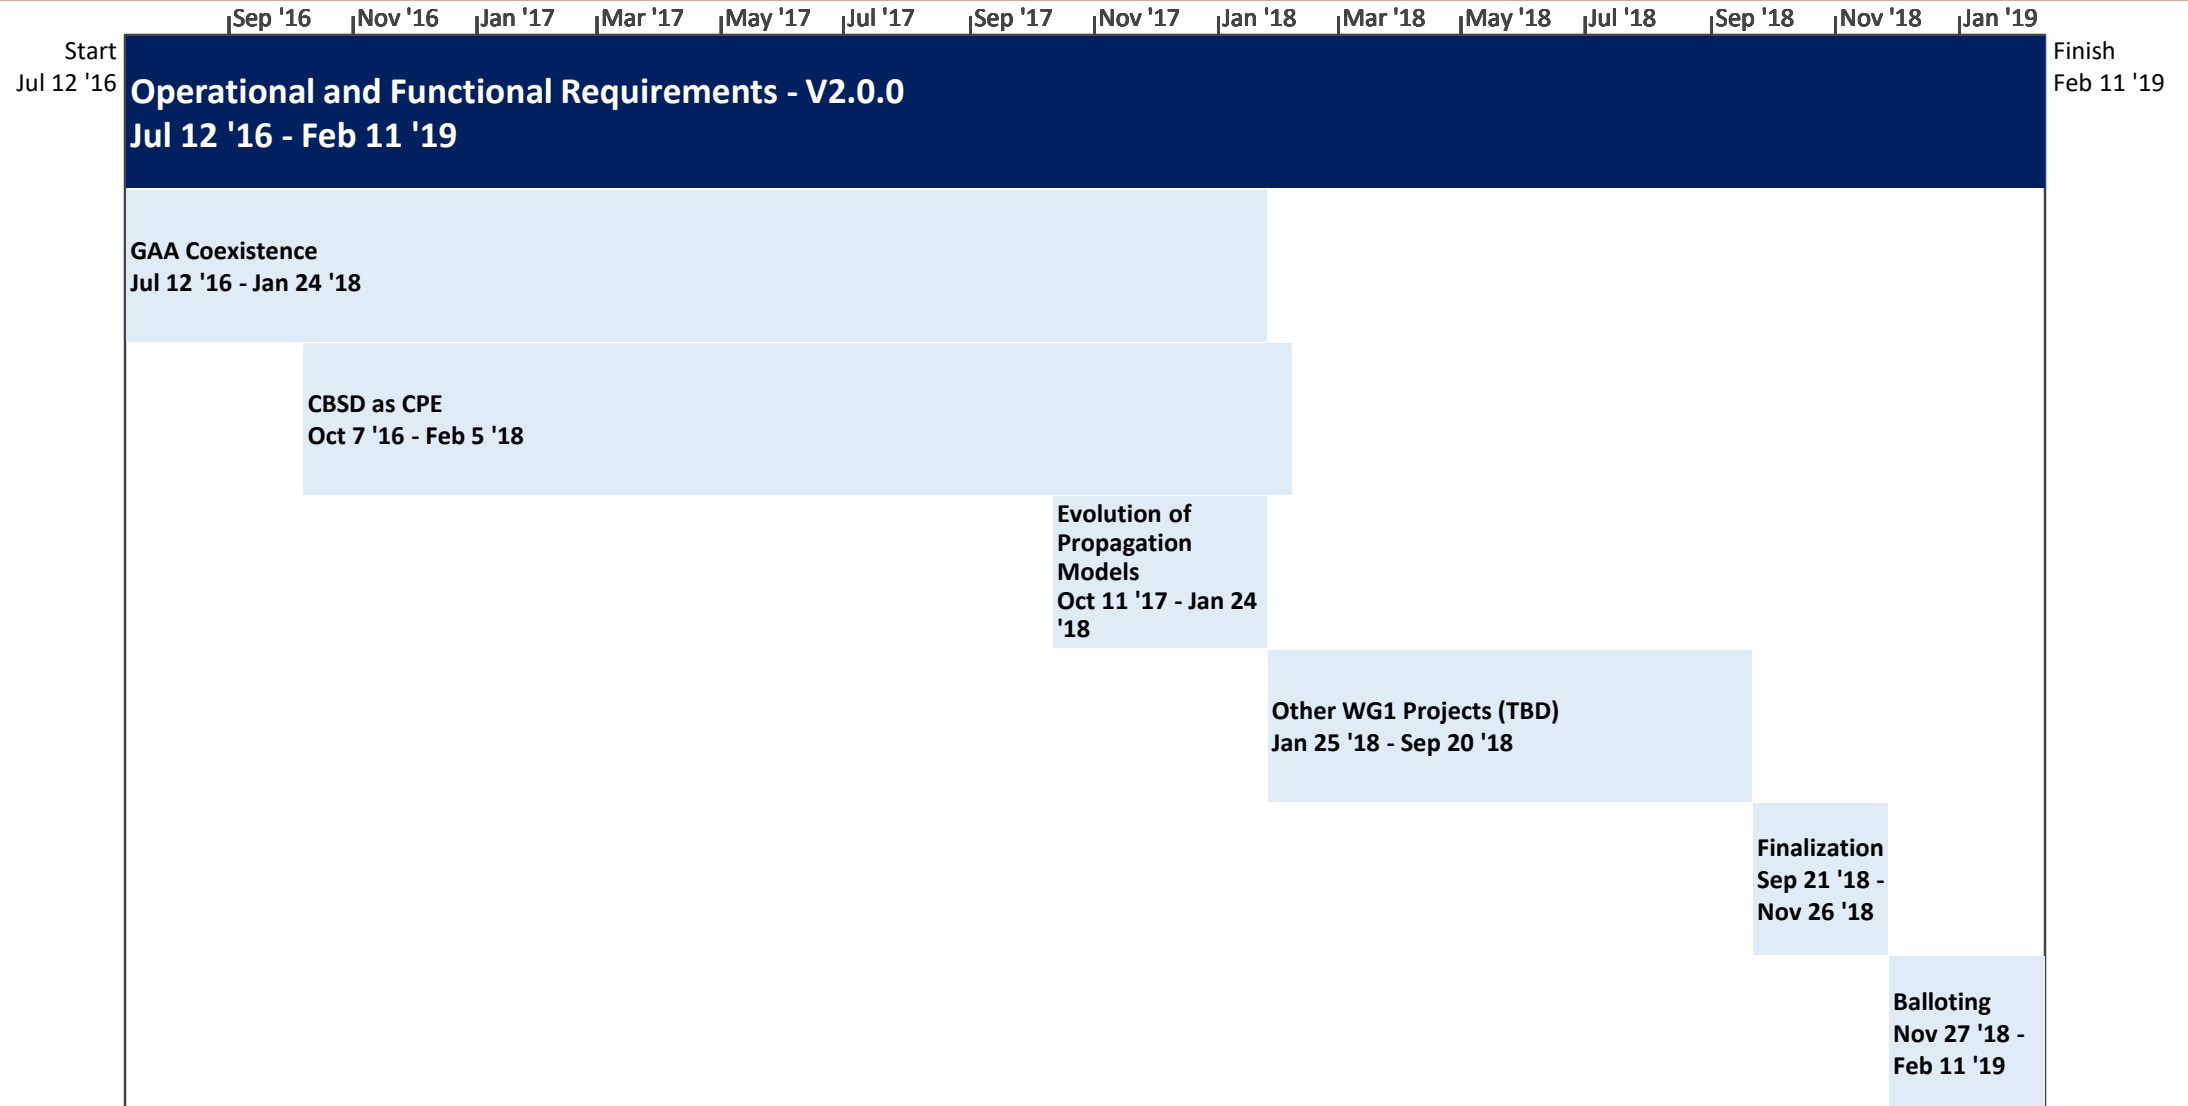 Sep '16
Nov '16
Jan '17
Mar '17
May '17
Jul '17
Sep '17
Nov '17
Jan '18
Mar '18
May '18
Jul '18
Sep '18
Nov '18
Jan '19
Start
Jul 12 '16
Finish
Feb 11 '19
Operational and Functional Requirements - V2.0.0
Jul 12 '16 - Feb 11 '19
GAA Coexistence
Jul 12 '16 - Jan 24 '18
CBSD as CPE
Oct 7 '16 - Feb 5 '18
Evolution of
Propagation
Models
Oct 11 '17 - Jan 24
'18
Other WG1 Projects (TBD)
Jan 25 '18 - Sep 20 '18
Finalization
Sep 21 '18 -
Nov 26 '18
Balloting
Nov 27 '18 -
Feb 11 '19